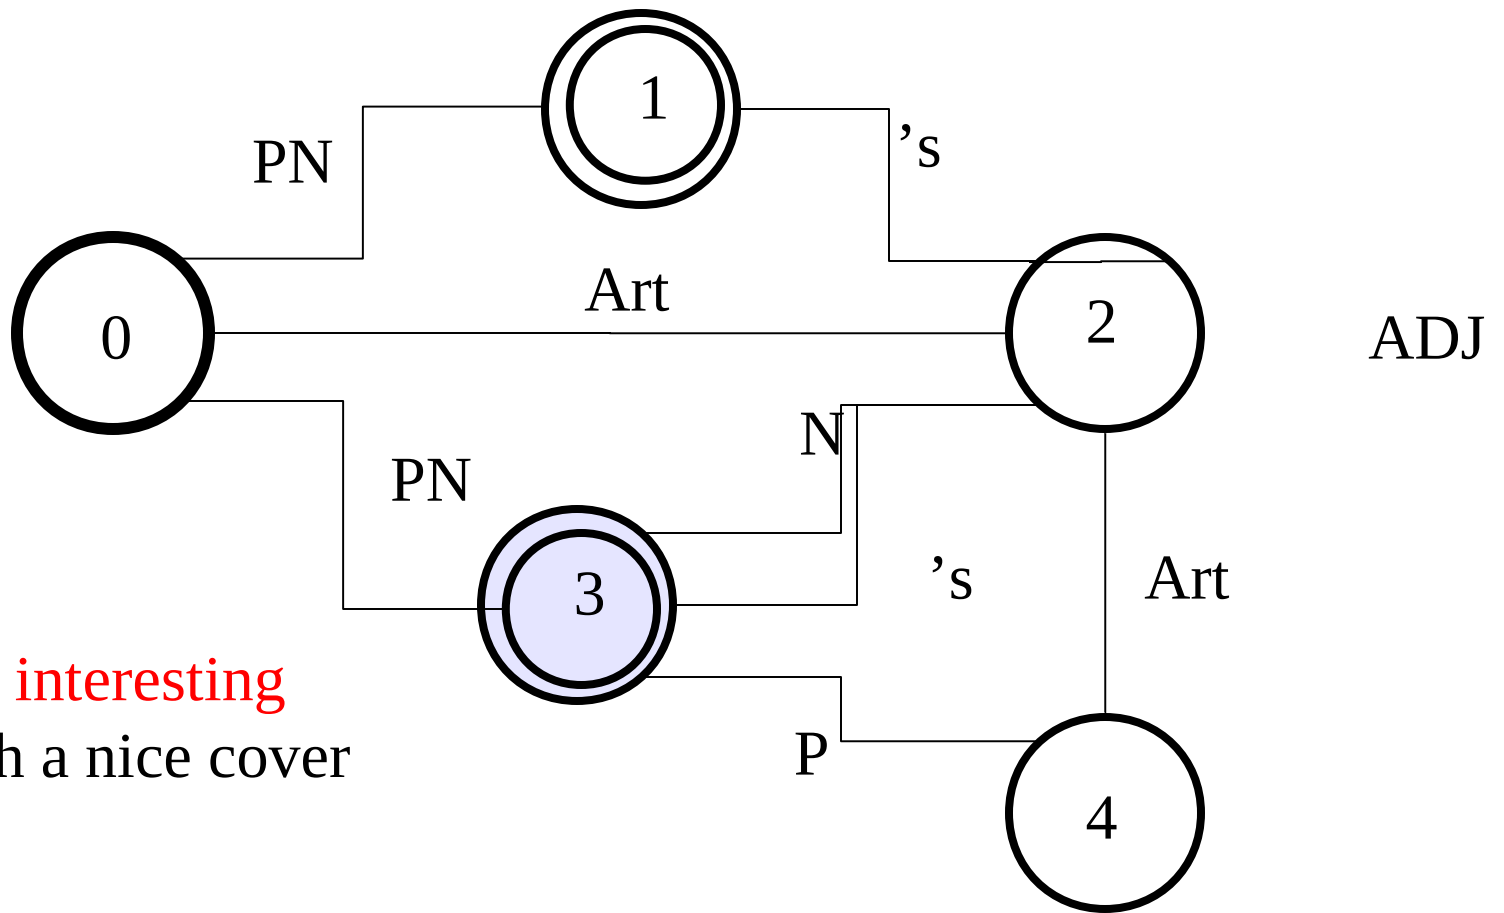 1
’s
PN
Art
0
2
ADJ
N
PN
’s
Art
3
interesting
h a nice cover
P
4